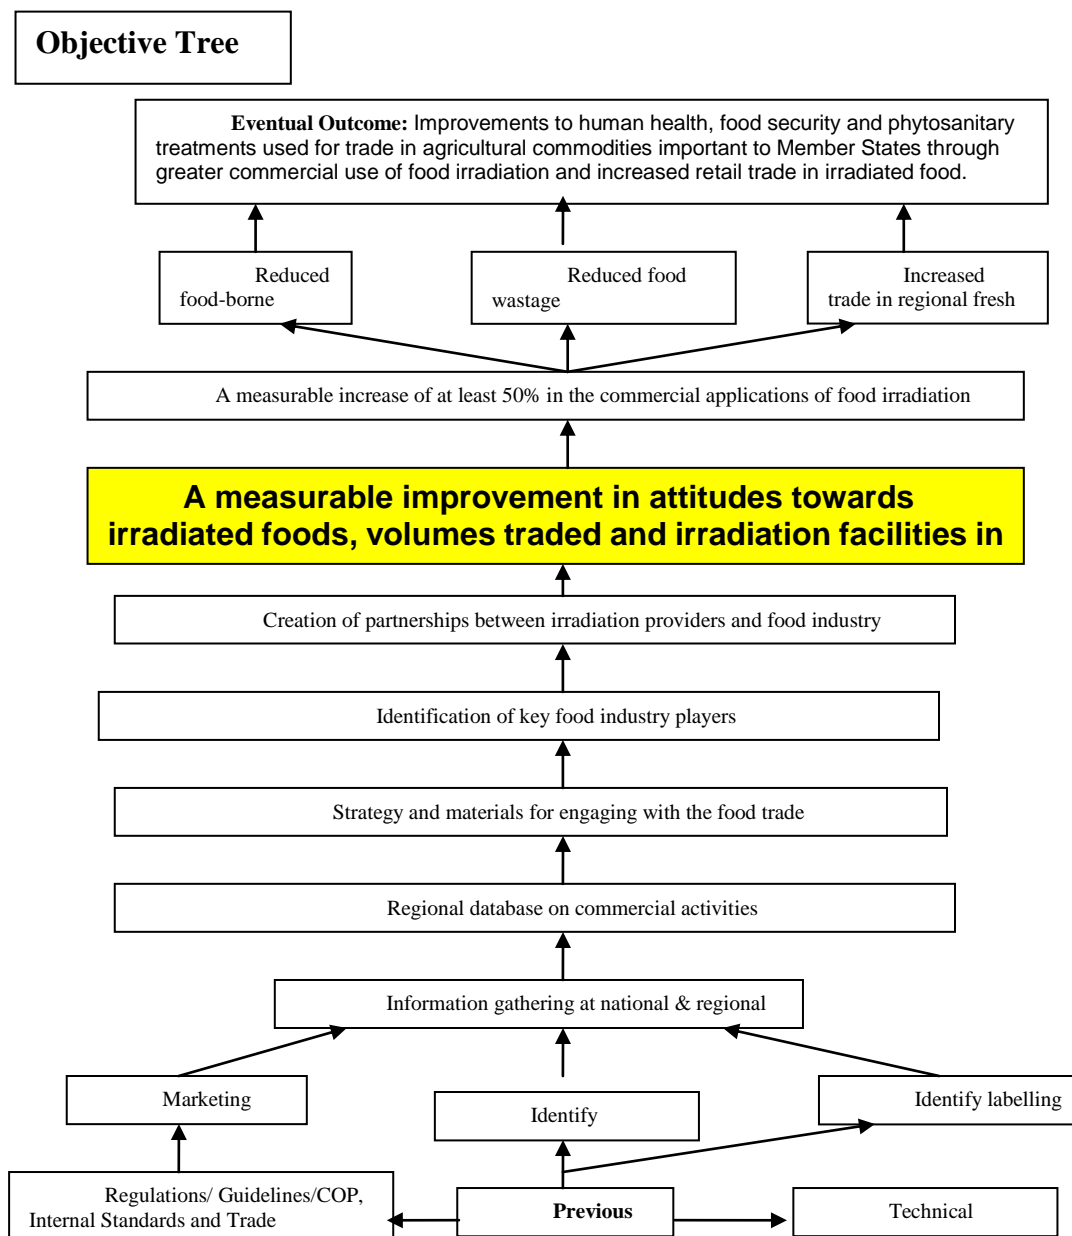 Objective Tree
Eventual Outcome: Improvements to human health, food security and phytosanitary
treatments used for trade in agricultural commodities important to Member States through
greater commercial use of food irradiation and increased retail trade in irradiated food.
Reduced
food-borne
Reduced food
wastage
Increased
trade in regional fresh
A measurable increase of at least 50% in the commercial applications of food irradiation
A measurable improvement in attitudes towards
irradiated foods, volumes traded and irradiation facilities in
Creation of partnerships between irradiation providers and food industry
Identification of key food industry players
Strategy and materials for engaging with the food trade
Regional database on commercial activities
Information gathering at national & regional
Marketing
Identify
Identify labelling
Regulations/ Guidelines/COP,
Internal Standards and Trade
Previous
Technical